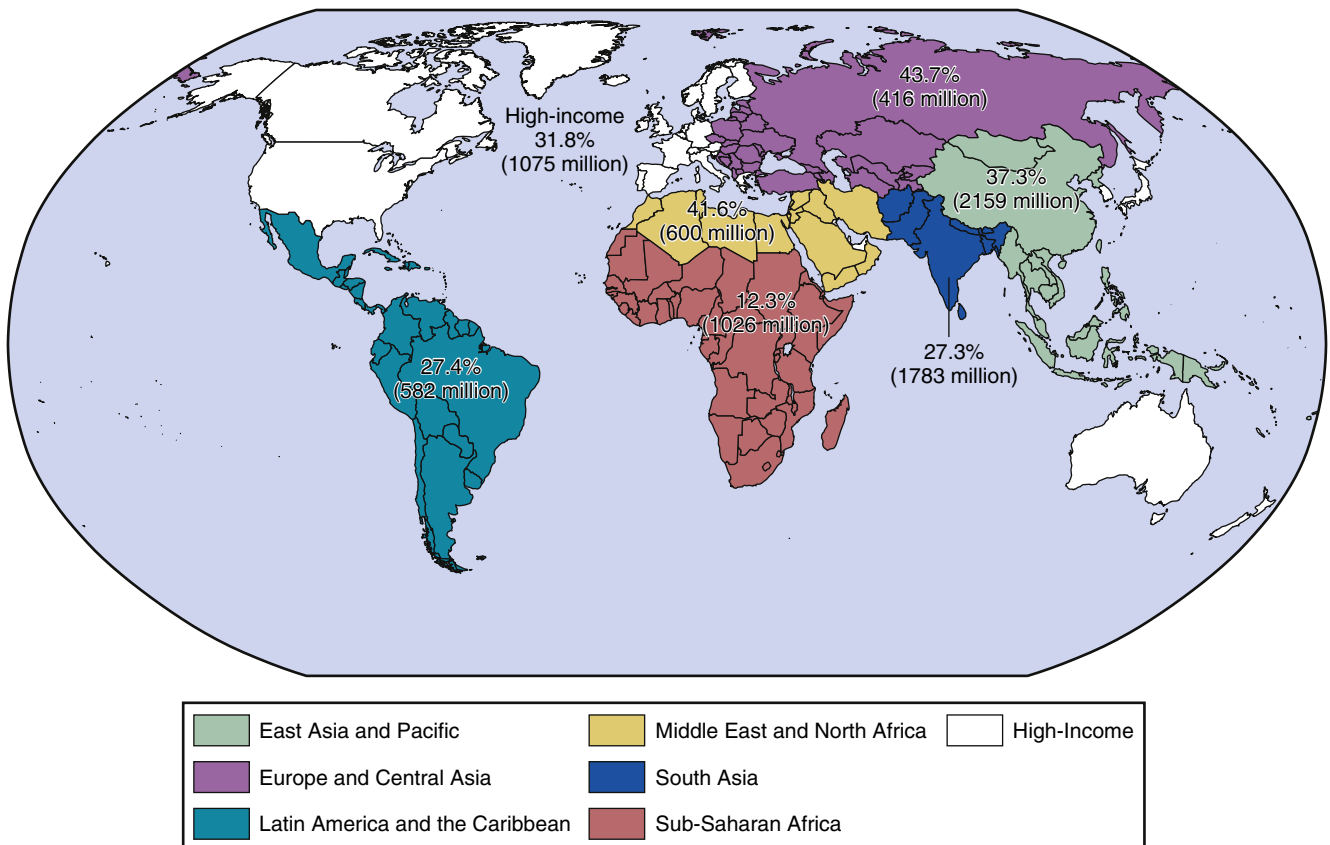 43.7%
(416 million)
High-income
31.8%
(1075 million)
37.3%
(2159 million)
41.6%
(600 million)
12.3%
(1026 million)
27.3%
(1783 million)
27.4%
(582 million)
East Asia and Pacific
Middle East and North Africa
High-Income
Europe and Central Asia
South Asia
Latin America and the Caribbean
Sub-Saharan Africa